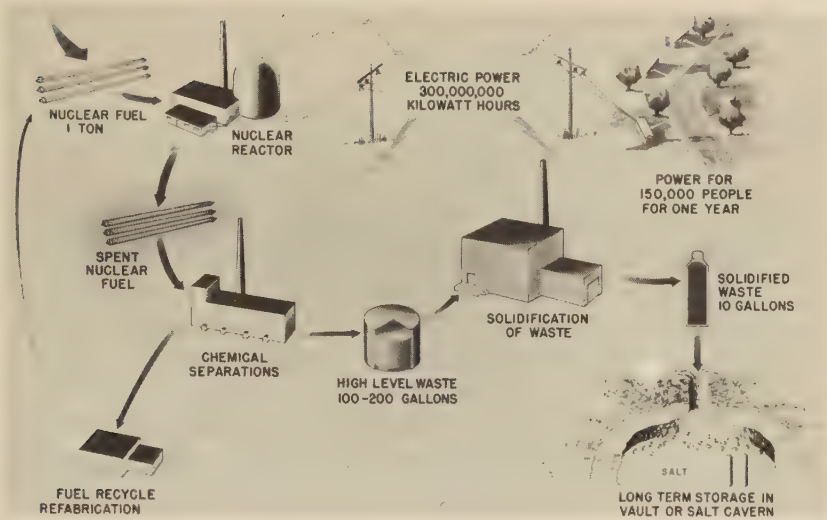 NUCLEAR FUEL
1 TON
NUCLEAR
REACTOR
ELECTRIC POWER
300,000,000
KILOWATT HOURS
POWER FOR
150,000 PEOPLE
FOR ONE YEAR
SPENT
NUCLEAR
FUEL
CHEMICAL
SEPARATIONS
HIGH LEVEL WASTE
100-200 GALLONS
SOLIDIFICATION
OF WASTE
SOLIDIFIED
WASTE
10 GALLONS
FUEL RECYCLE
REFABRICATION
SALT
LONG TERM STORAGE IN
VAULT OR SALT CAVERN